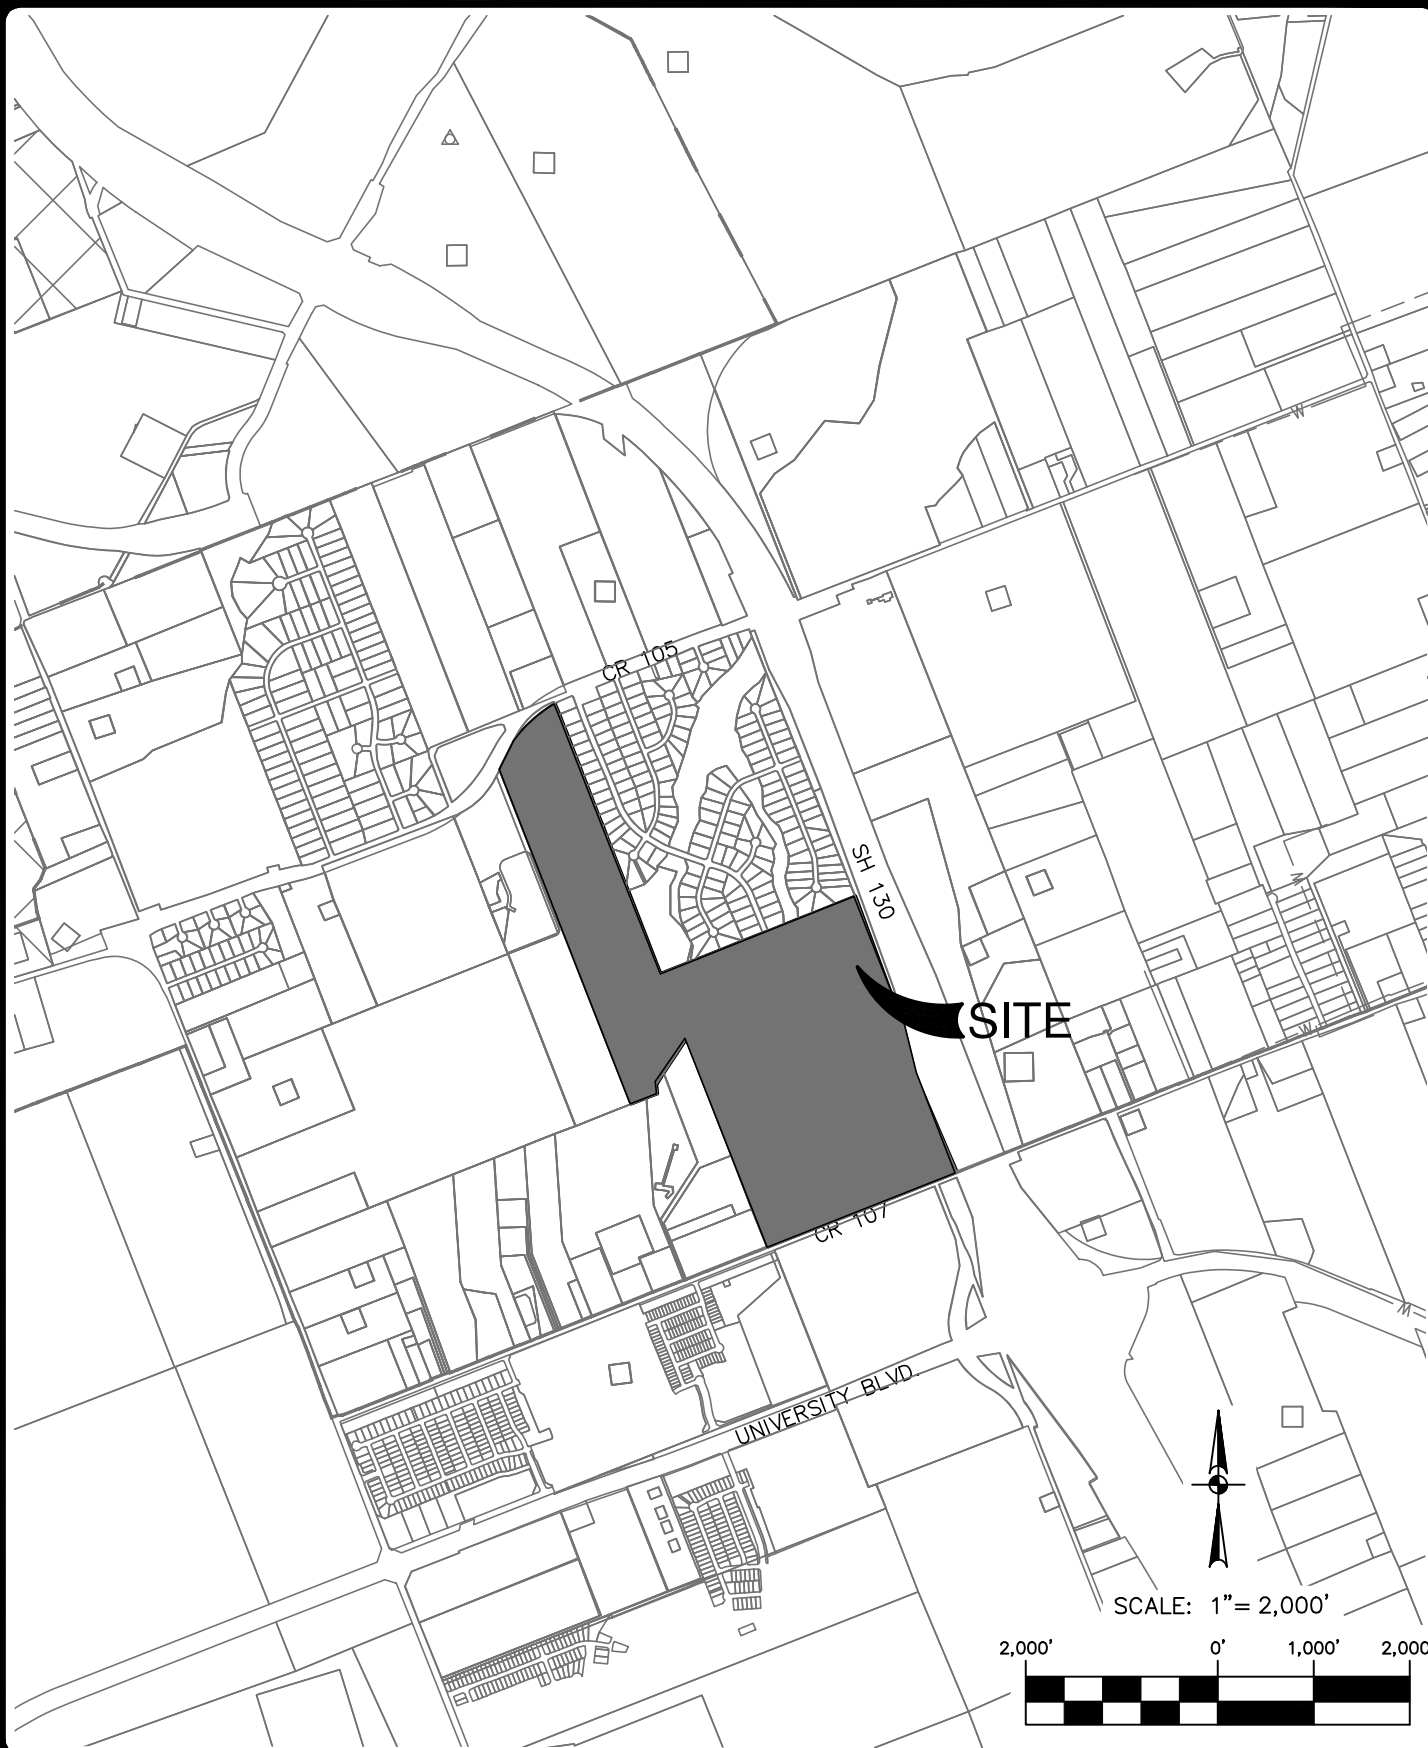 CR 105
SH 130
SITE
CR 107
UNIVERSITY BLVD.
SCALE: 1"= 2,000'
2,000' 0' 1,000' 2,000
W
W
W
W